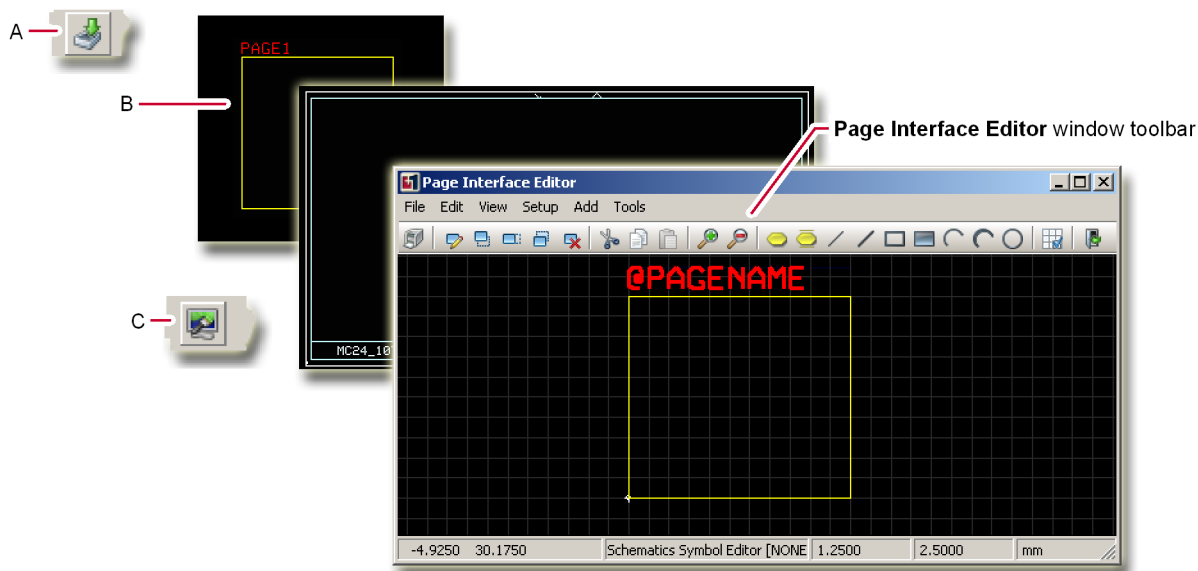 A
PAGE1
B
Page Interface Editor window toolbar
Page Interface Editor
File Edit View Setup Add Tools
@PAGENAME
C
MC24_10
-4.9250 30.1750 Schematics Symbol Editor [NONE 1.2500 2.5000 mm